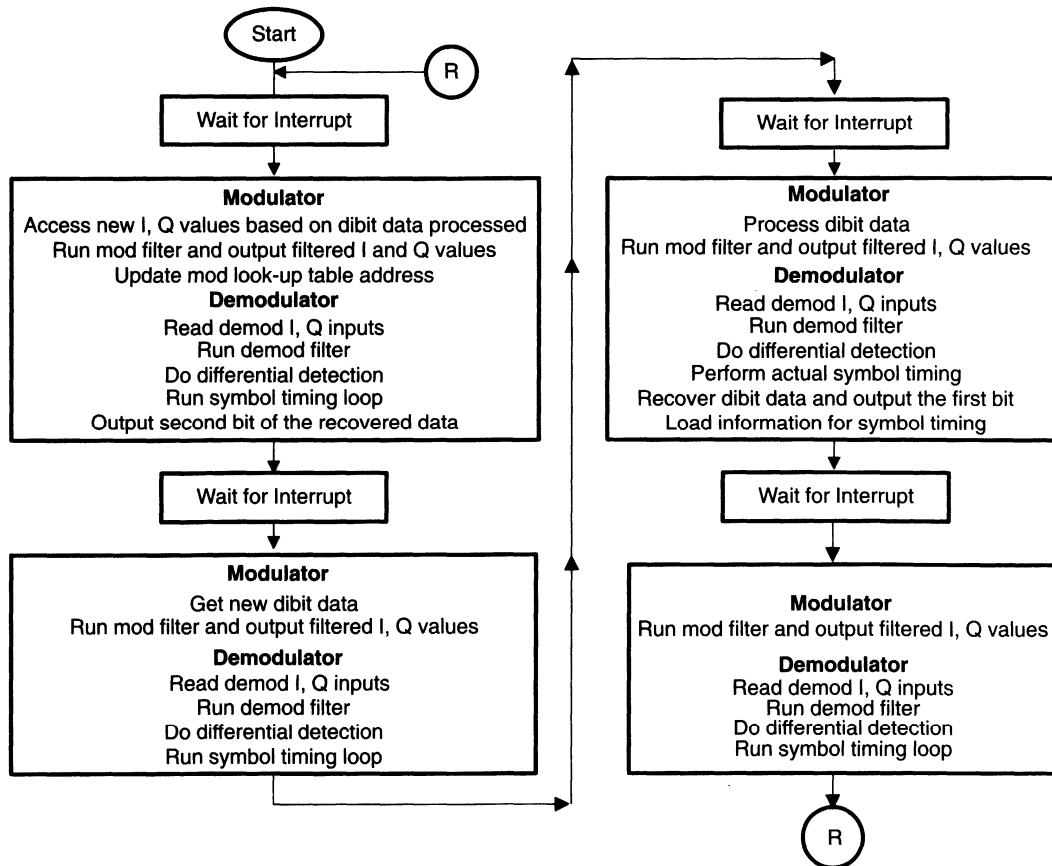 Start
R
Wait for Interrupt
Modulator
Access new I, Q values based on dibit data processed
Run mod filter and output filtered I and Q values
Update mod look-up table address
Demodulator
Read demod I, Q inputs
Run demod filter
Do differential detection
Run symbol timing loop
Output second bit of the recovered data
Wait for Interrupt
Modulator
Get new dibit data
Run mod filter and output filtered I, Q values
Demodulator
Read demod I, Q inputs
Run demod filter
Do differential detection
Run symbol timing loop
Wait for Interrupt
Modulator
Process dibit data
Run mod filter and output filtered I, Q values
Demodulator
Read demod I, Q inputs
Run demod filter
Do differential detection
Perform actual symbol timing
Recover dibit data and output the first bit
Load information for symbol timing
Wait for Interrupt
Modulator
Run mod filter and output filtered I, Q values
Demodulator
Read demod I, Q inputs
Run demod filter
Do differential detection
Run symbol timing loop
R